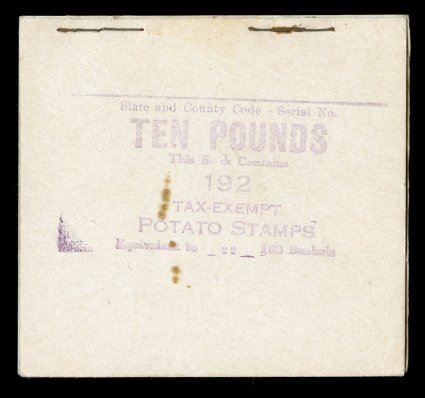 State and County Code - Serial No.
TEN POUNDS
This Book Contains
192
TAX-EXEMPT
POTATO STAMPS
Equivalent to Bushels